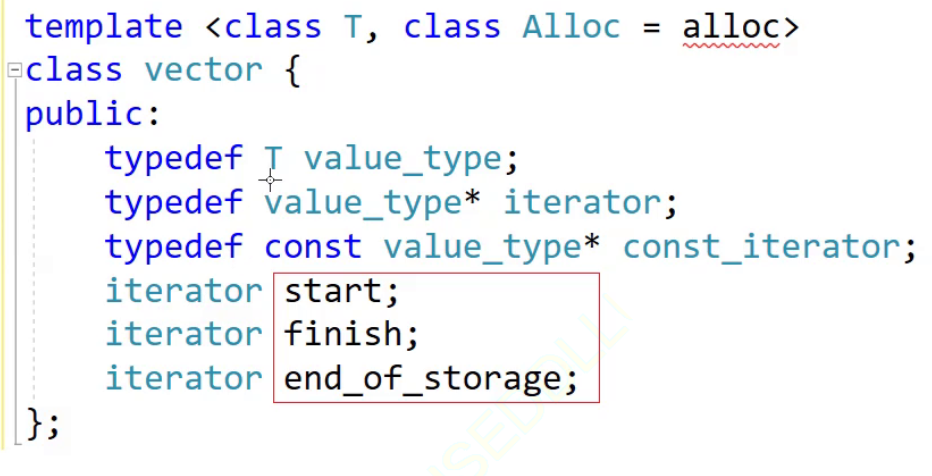 template <class T, class Alloc = alloc>
class vector {
public:
    typedef T value_type;
    typedef value_type* iterator;
    typedef const value_type* const_iterator;
    iterator start;
    iterator finish;
    iterator end_of_storage;
};